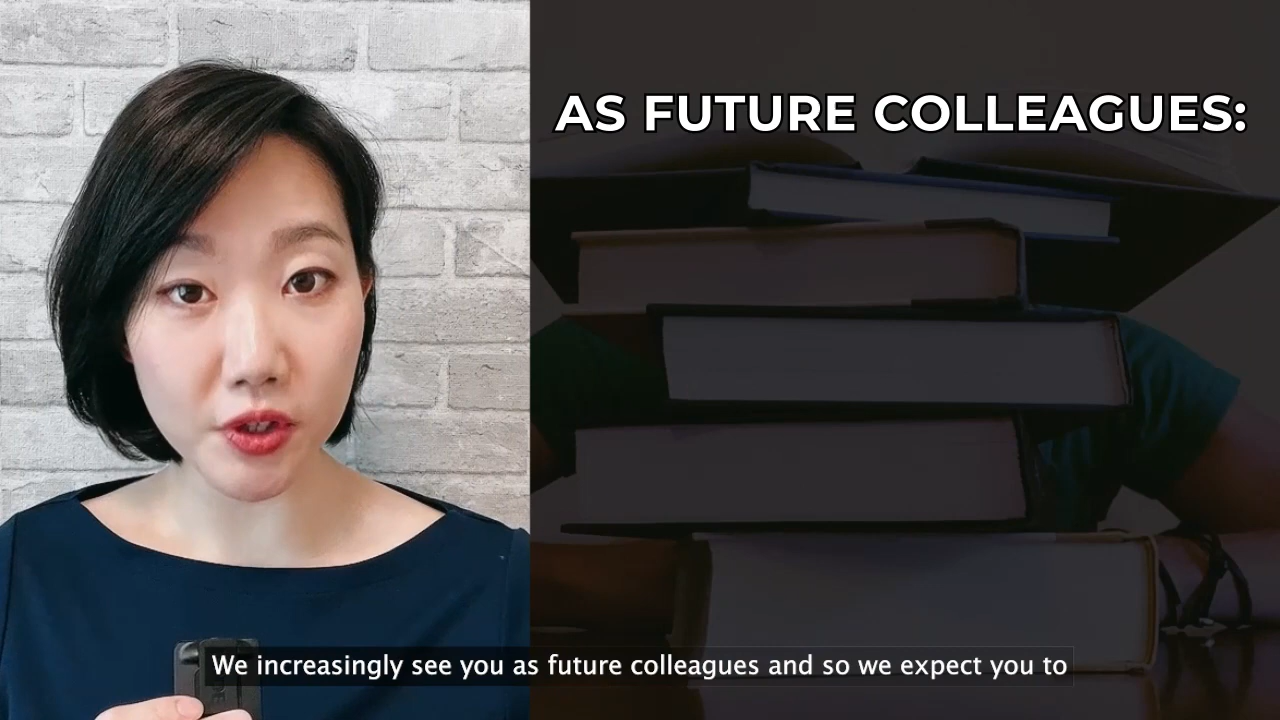 AS FUTURE COLLEAGUES:
We increasingly see you as future colleagues and so we expect you to